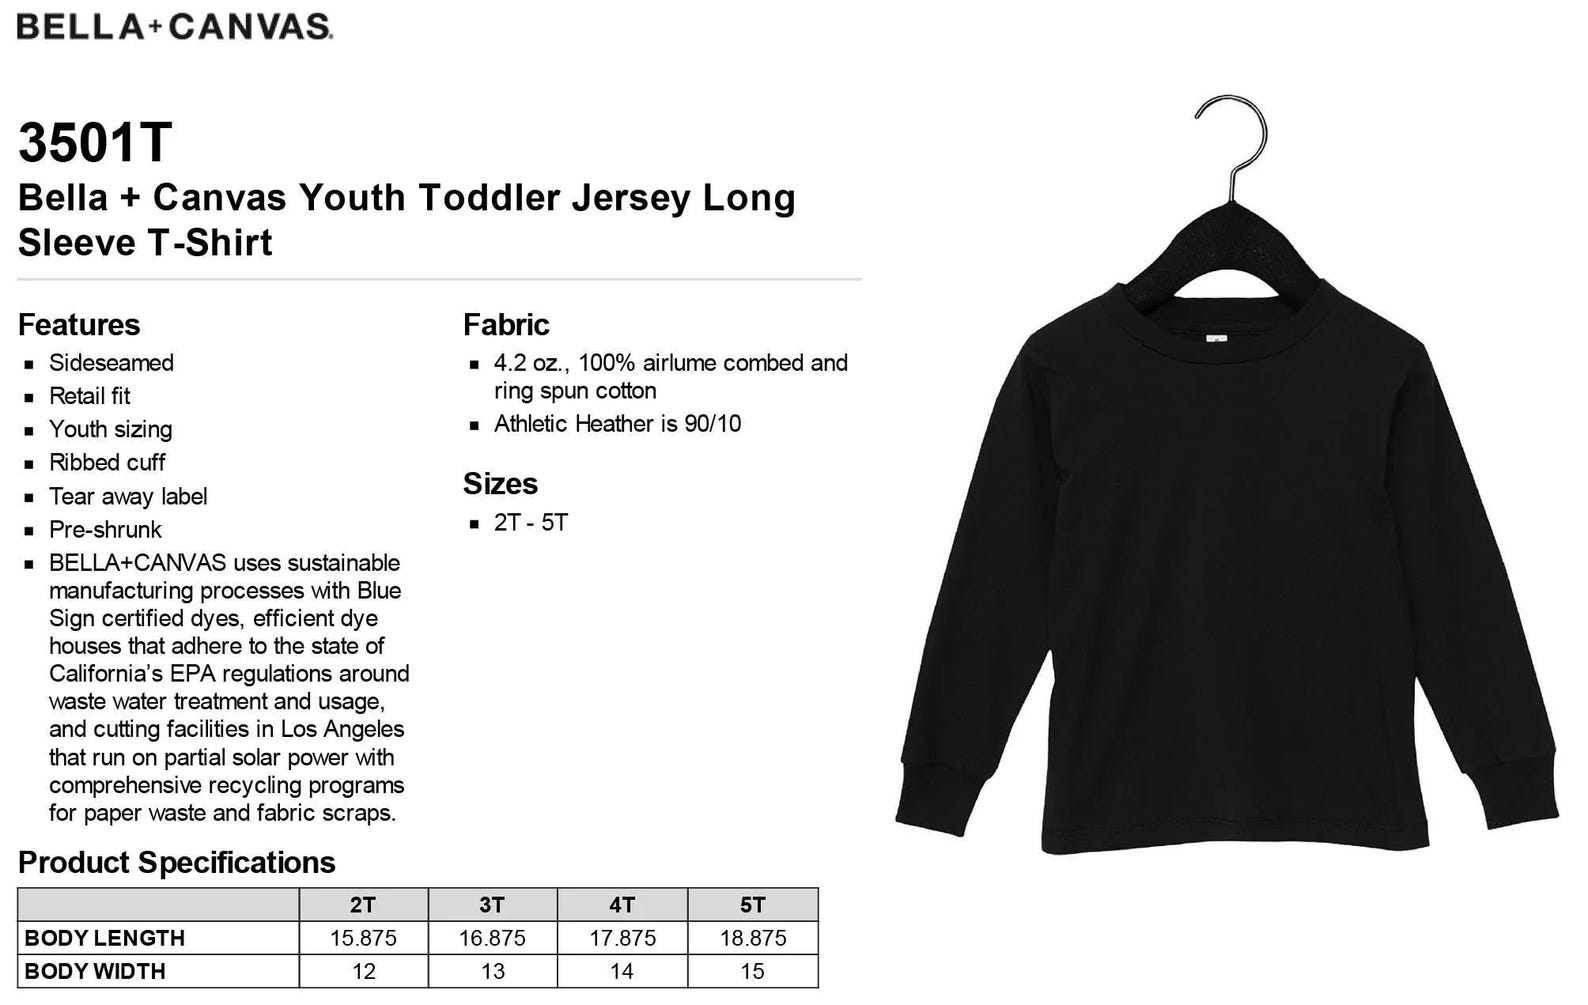 BELLA+CANVAS.
3501T
Bella + Canvas Youth Toddler Jersey Long
Sleeve T-Shirt
Features
▪ Sideseamed
▪ Retail fit
▪ Youth sizing
▪ Ribbed cuff
▪ Tear away label
▪ Pre-shrunk
▪ BELLA+CANVAS uses sustainable
manufacturing processes with Blue
Sign certified dyes, efficient dye
houses that adhere to the state of
California’s EPA regulations around
waste water treatment and usage,
and cutting facilities in Los Angeles
that run on partial solar power with
comprehensive recycling programs
for paper waste and fabric scraps.
Fabric
▪ 4.2 oz., 100% airlume combed and
ring spun cotton
▪ Athletic Heather is 90/10
Sizes
▪ 2T - 5T
Product Specifications
2T 3T 4T 5T
BODY LENGTH 15.875 16.875 17.875 18.875
BODY WIDTH 12 13 14 15